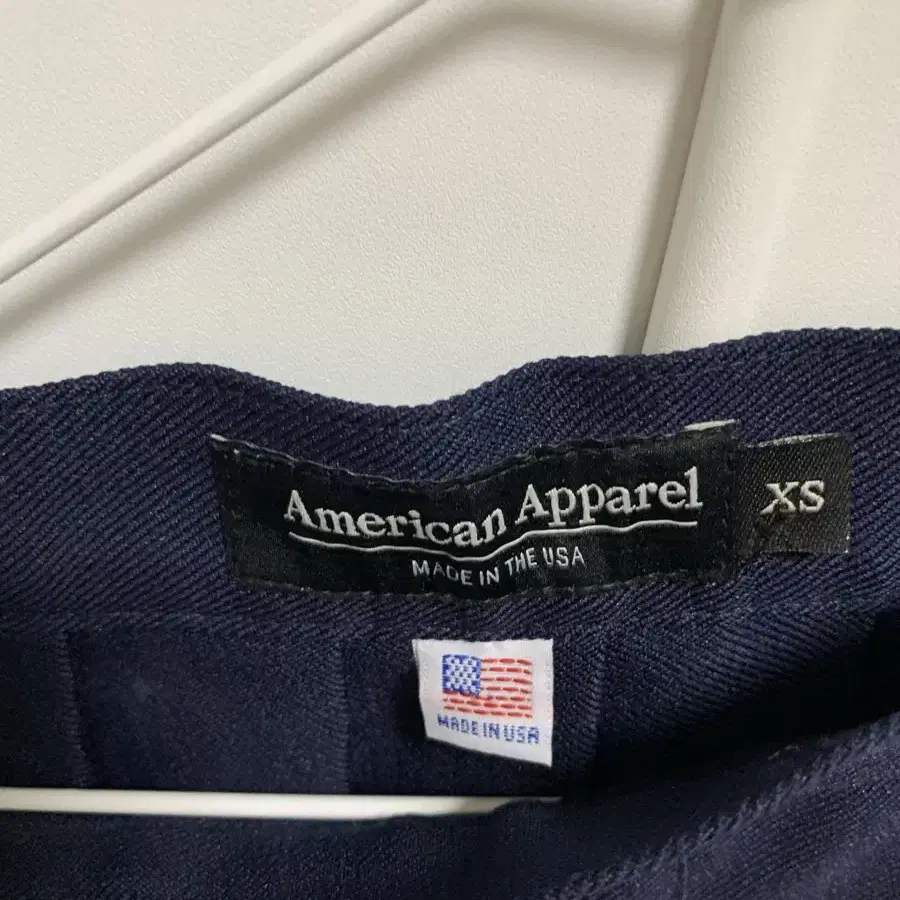 American Apparel
MADE IN THE USA
XS
MADE IN USA